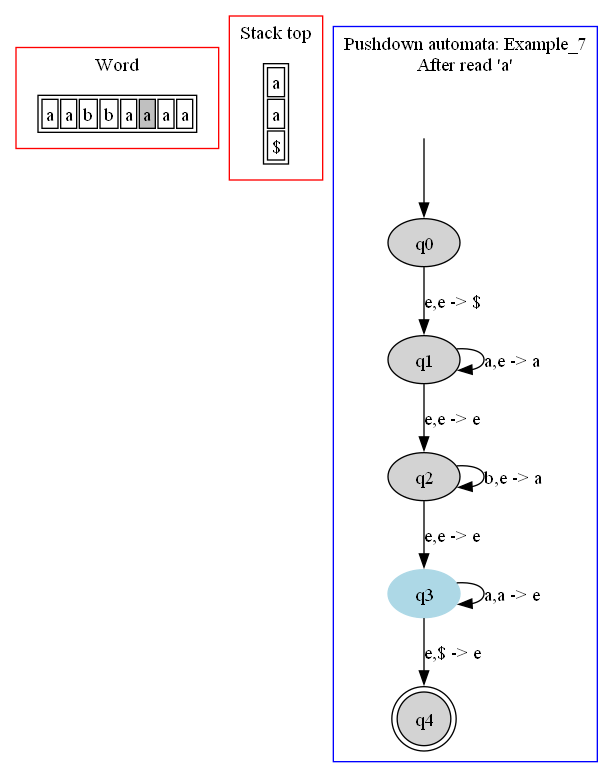 Word
a a b b a a a a
Stack top
a
a
$
Pushdown automata: Example_7
After read 'a'
q0
e,e -> $
q1
a,e -> a
e,e -> e
q2
b,e -> a
e,e -> e
q3
a,a -> e
e,$ -> e
q4